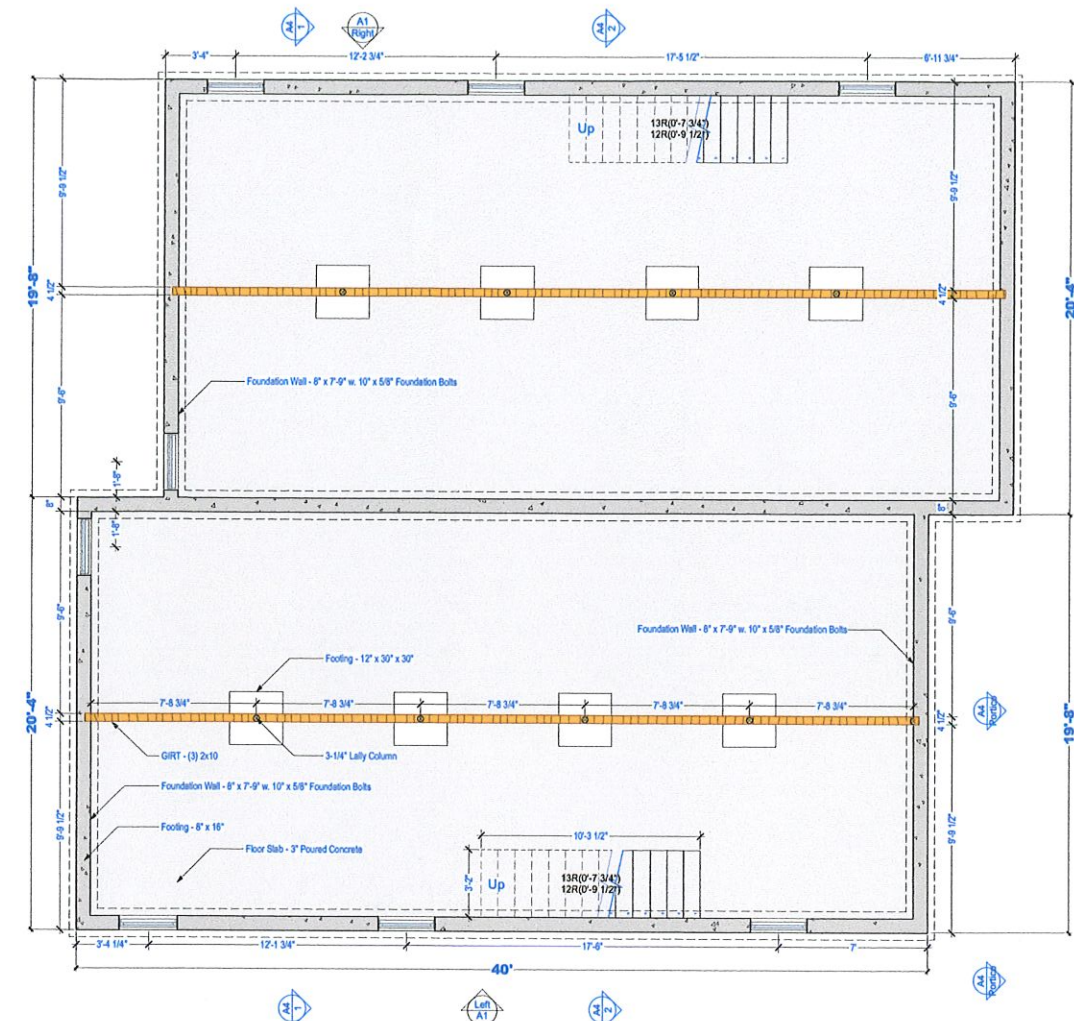 A4
1
A1
Right
A4
2
3'-4"
12'-2 3/4"
17'-5 1/2"
6'-11 3/4"
Up
13R(0'-7 3/4")
12R(0'-9 1/2")
9'-9 1/2"
9'-9 1/2"
19'-8"
4 1/2"
4 1/2"
20'-4"
Foundation Wall - 8" x 7'-9" w. 10" x 5/8" Foundation Bolts
9'-6"
9'-6"
1'-8"
8"
8"
1'-8"
9'-6"
9'-6"
Foundation Wall - 8" x 7'-9" w. 10" x 5/8" Foundation Bolts
Footing - 12" x 30" x 30"
7'-8 3/4"
7'-8 3/4"
7'-8 3/4"
7'-8 3/4"
7'-8 3/4"
20'-4"
4 1/2"
4 1/2"
A4
Portico
19'-8"
GIRT - (3) 2x10
3-1/4" Lally Column
Foundation Wall - 8" x 7'-9" w. 10" x 5/8" Foundation Bolts
Footing - 8" x 16"
Floor Slab - 3" Poured Concrete
9'-9 1/2"
9'-9 1/2"
10'-3 1/2"
3'-2"
Up
13R(0'-7 3/4")
12R(0'-9 1/2")
3'-4 1/4"
12'-1 3/4"
17'-6"
7'
40'
A4
Portico
A4
1
Left
A1
A4
2